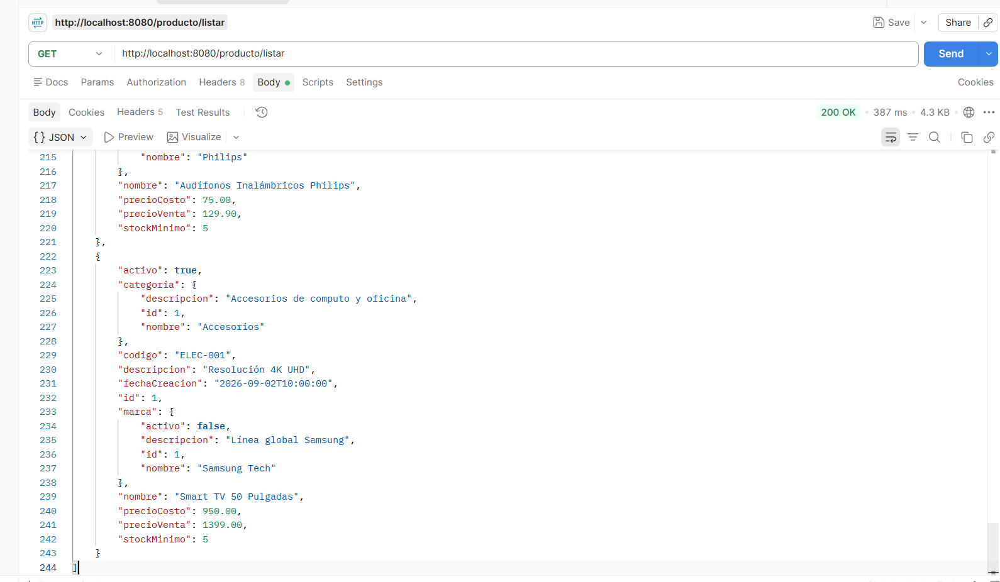 HTTP http://localhost:8080/producto/listar Save Share
GET http://localhost:8080/producto/listar Send
Docs Params Authorization Headers 8 Body Scripts Settings Cookies
Body Cookies Headers 5 Test Results 200 OK 387 ms 4.3 KB
{} JSON Preview Visualize
215 "nombre": "Philips"
216 },
217 "nombre": "Audífonos Inalámbricos Philips",
218 "precioCosto": 75.00,
219 "precioVenta": 129.90,
220 "stockMinimo": 5
221 },
222 {
223 "activo": true,
224 "categoria": {
225 "descripcion": "Accesorios de computo y oficina",
226 "id": 1,
227 "nombre": "Accesorios"
228 },
229 "codigo": "ELEC-001",
230 "descripcion": "Resolución 4K UHD",
231 "fechaCreacion": "2026-09-02T10:00:00",
232 "id": 1,
233 "marca": {
234 "activo": false,
235 "descripcion": "Línea global Samsung",
236 "id": 1,
237 "nombre": "Samsung Tech"
238 },
239 "nombre": "Smart TV 50 Pulgadas",
240 "precioCosto": 950.00,
241 "precioVenta": 1399.00,
242 "stockMinimo": 5
243 }
244 ]